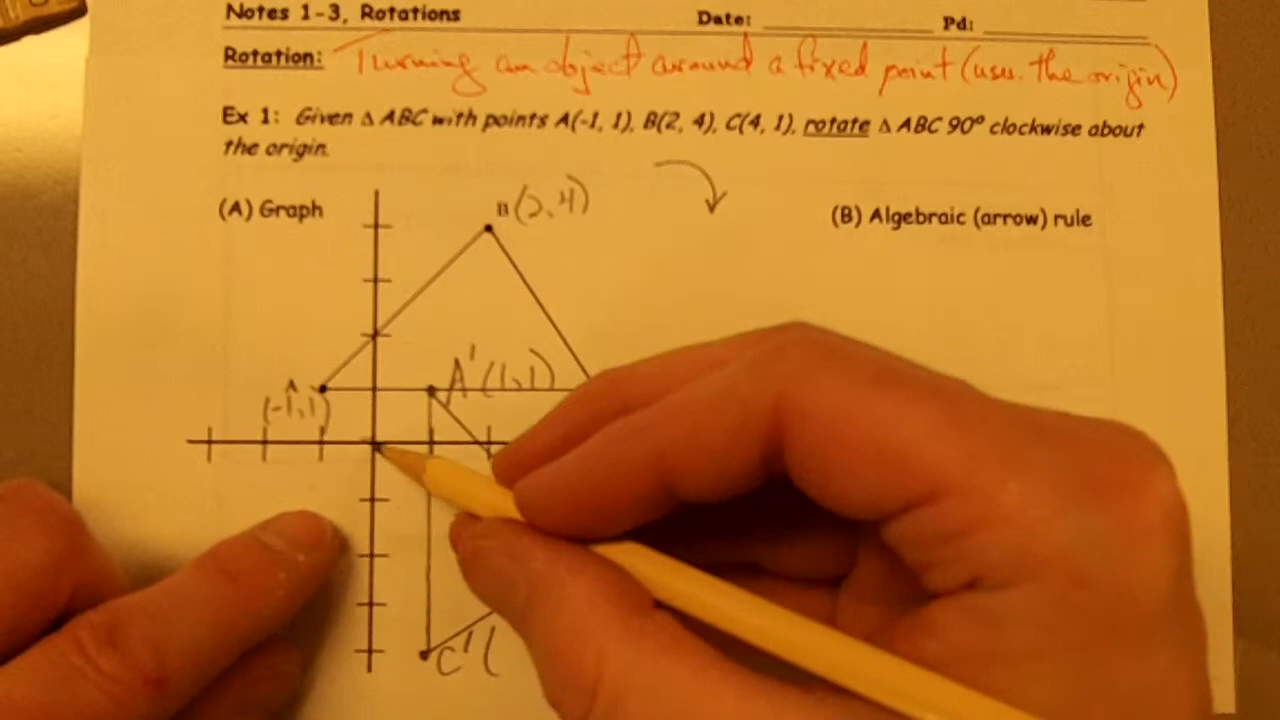 Notes 1-3, Rotations Date: Pd:
Rotation: Turning an object around a fixed point (usu. the origin)
Ex 1: Given Δ ABC with points A(-1, 1), B(2, 4), C(4, 1), rotate Δ ABC 90° clockwise about
the origin.
(A) Graph
B(2,4)
(B) Algebraic (arrow) rule
A'(1,1)
A
(-1,1)
C'(